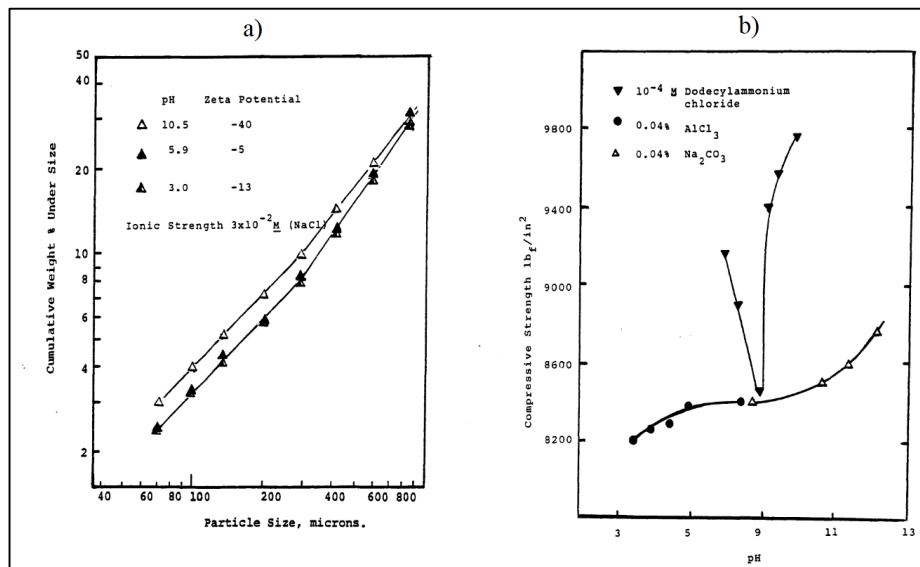 a)
50
40
20
10
8
6
4
2
Cumulative Weight % Under Size
pH Zeta Potential
△ 10.5 -40
▲ 5.9 -5
3.0 -13
Ionic Strength 3x10⁻² M (NaCl)
40 60 80 100 200 400 600 800
Particle Size, microns.
b)
▼ 10⁻⁴ M Dodecylammonium
chloride
● 0.04% AlCl₃
△ 0.04% Na₂CO₃
9800
9400
9000
8600
8200
Compressive Strength lb_f/in²
3 5 9 11 13
pH